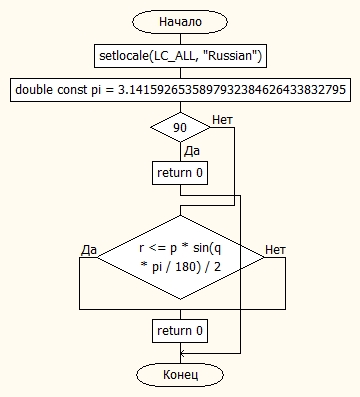 Начало
setlocale(LC_ALL, "Russian")
double const pi = 3.1415926535897932384626433832795
90
Нет
Да
return 0
Да
r <= p * sin(q
* pi / 180) / 2
Нет
return 0
Конец